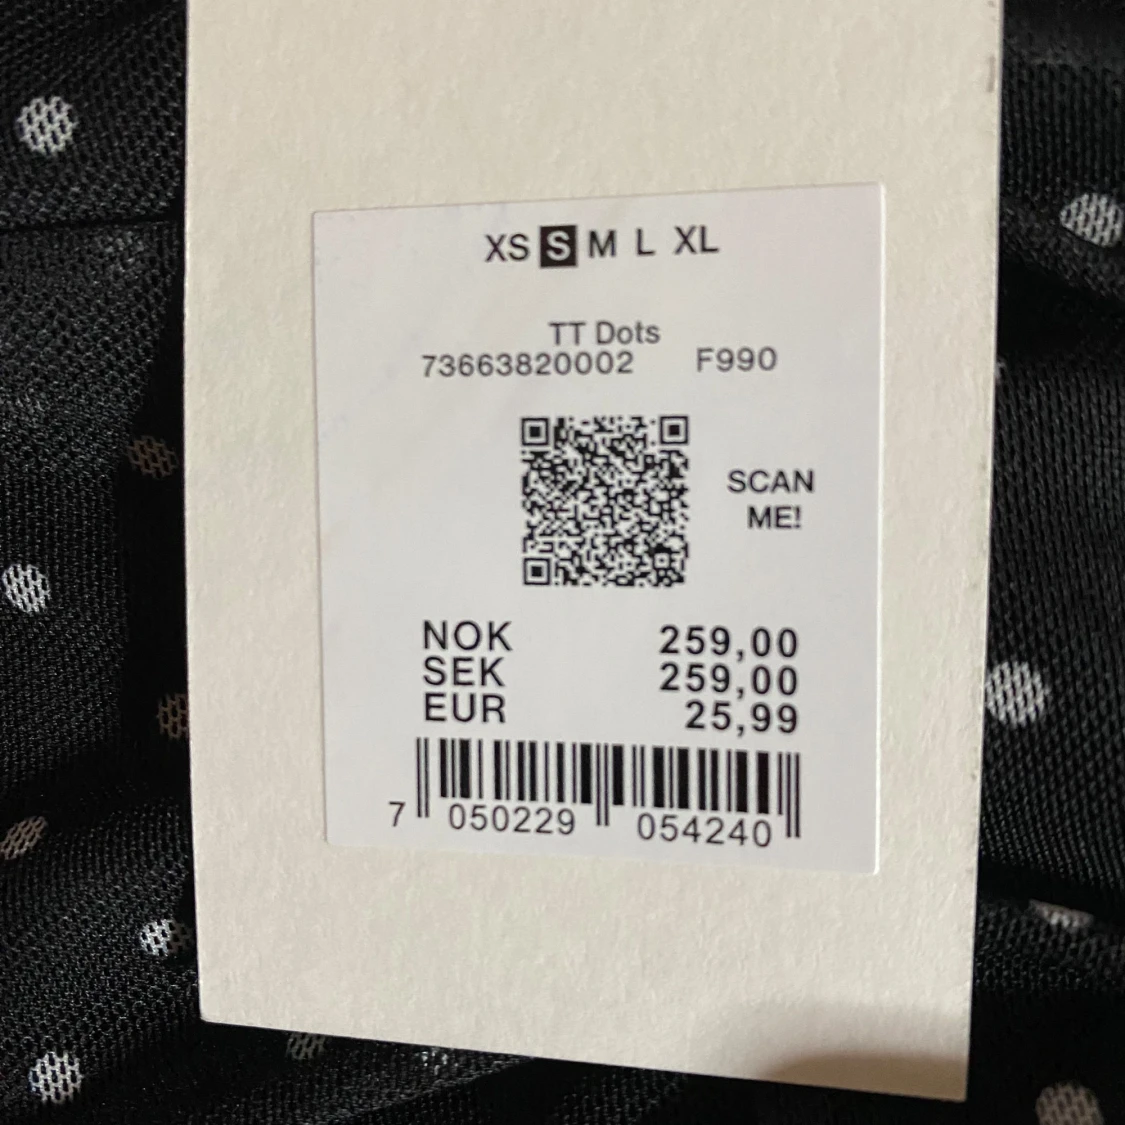 XS S M L XL
TT Dots
73663820002 F990
SCAN
ME!
NOK 259,00
SEK 259,00
EUR 25,99
7 050229 054240